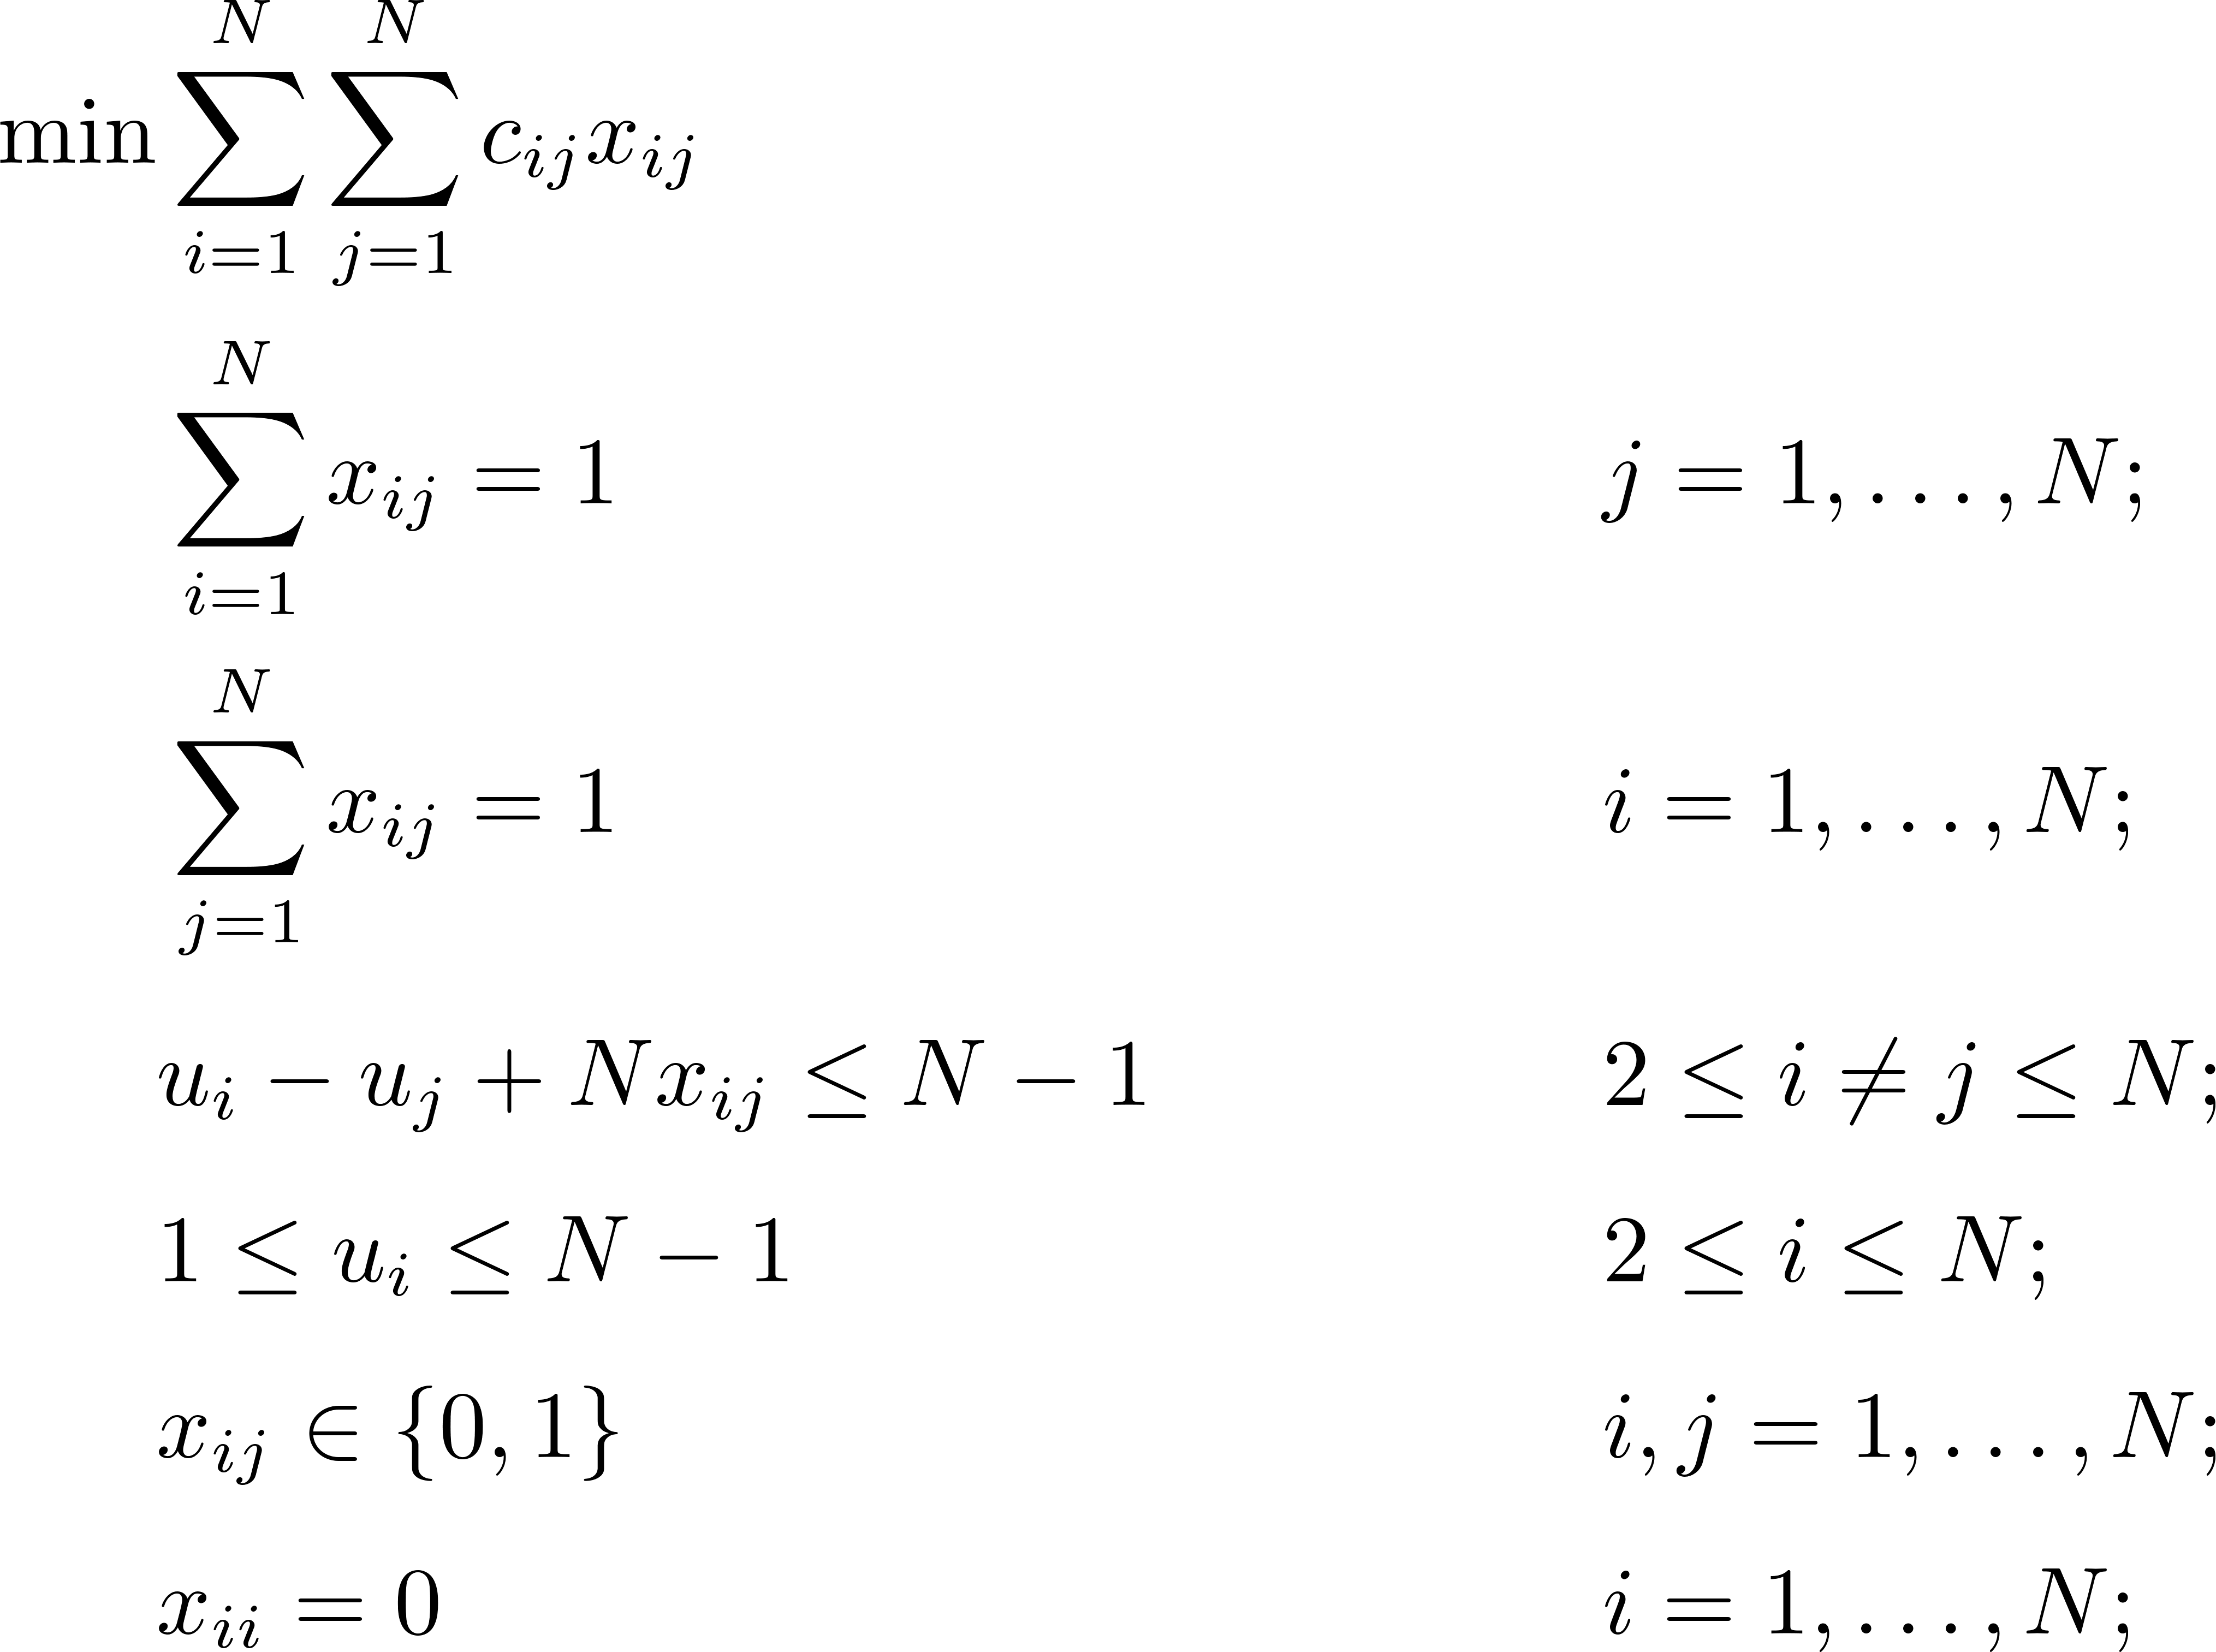 min ∑_{i=1}^{N} ∑_{j=1}^{N} c_{ij} x_{ij}
∑_{i=1}^{N} x_{ij} = 1 j = 1, . . . , N;
∑_{j=1}^{N} x_{ij} = 1 i = 1, . . . , N;
u_i − u_j + N x_{ij} ≤ N − 1 2 ≤ i ≠ j ≤ N;
1 ≤ u_i ≤ N − 1 2 ≤ i ≤ N;
x_{ij} ∈ {0, 1} i, j = 1, . . . , N;
x_{ii} = 0 i = 1, . . . , N;